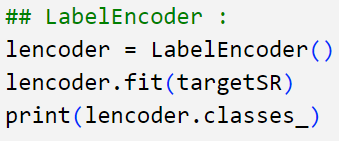 ## LabelEncoder :
lencoder = LabelEncoder()
lencoder.fit(targetSR)
print(lencoder.classes_)